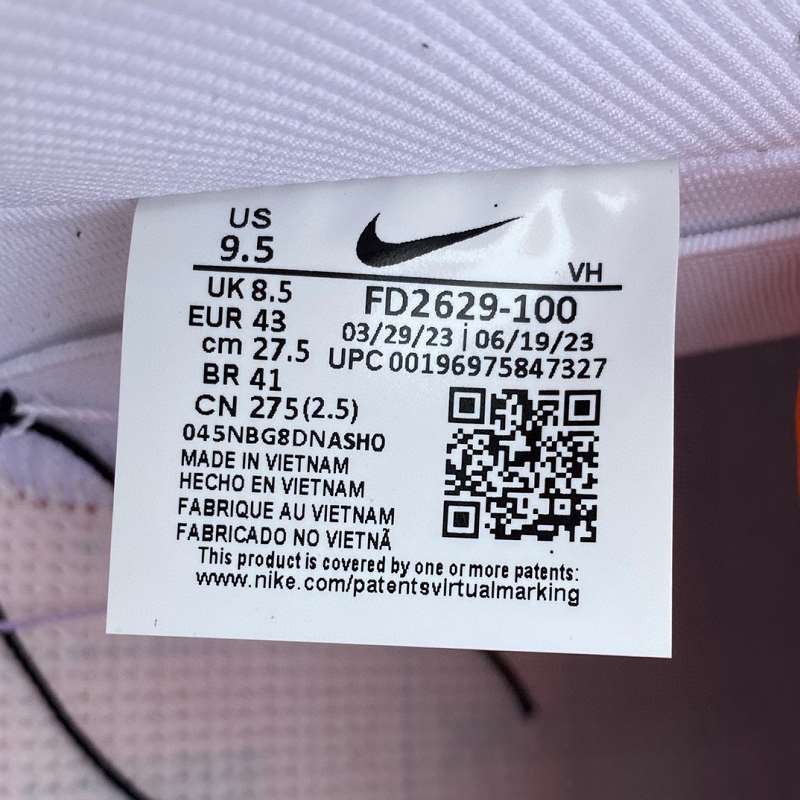 US
9.5
VH
UK 8.5
EUR 43
cm 27.5
BR 41
CN 275(2.5)
FD2629-100
03/29/23 | 06/19/23
UPC 00196975847327
045NBG8DNASHO
MADE IN VIETNAM
HECHO EN VIETNAM
FABRIQUE AU VIETNAM
FABRICADO NO VIETNÃ
This product is covered by one or more patents:
www.nike.com/patentsvirtualmarking